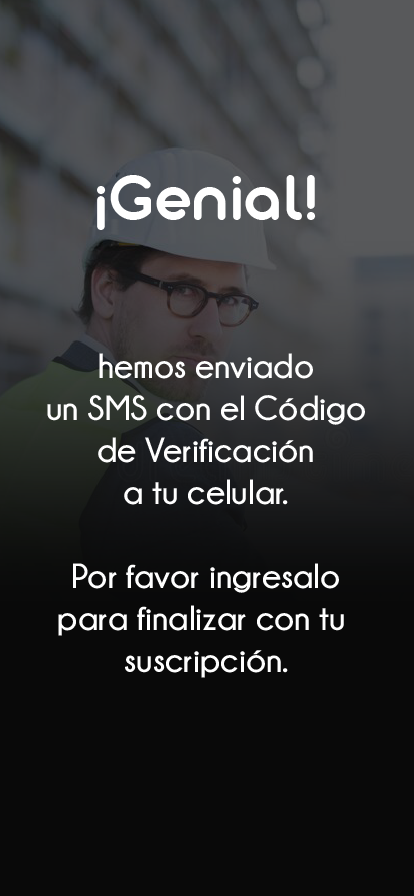 ¡Genial!
hemos enviado
un SMS con el Código
de Verificación
a tu celular.
Por favor ingresalo
para finalizar con tu
suscripción.